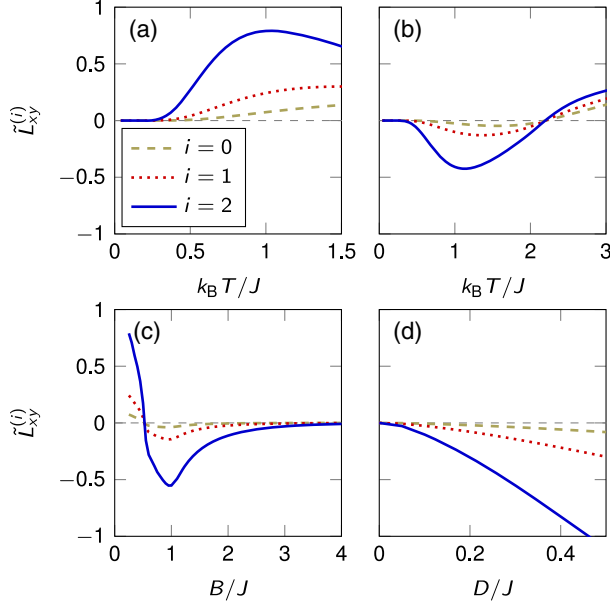 (a) (b)
1
0.5
0
−0.5
−1
L̃xy(i)
i = 0
i = 1
i = 2
0 0.5 1 1.5
0 1 2 3
kB T/J kB T/J
(c) (d)
1
0.5
0
−0.5
−1
L̃xy(i)
0 1 2 3 4
0 0.2 0.4
B/J D/J